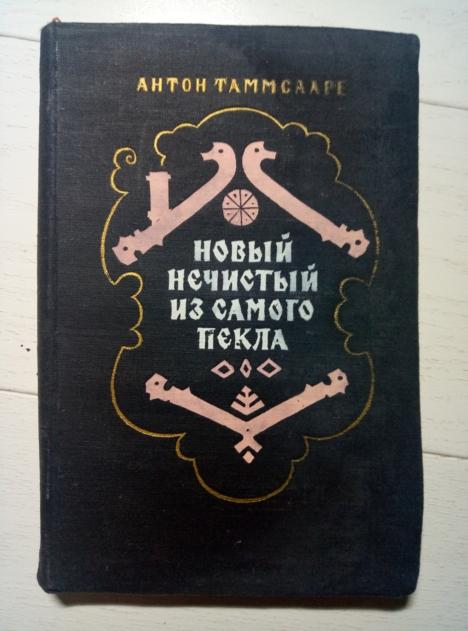 АНТОН ТАММСААРЕ
НОВЫЙ
НЕЧИСТЫЙ
ИЗ САМОГО
ПЕКЛА